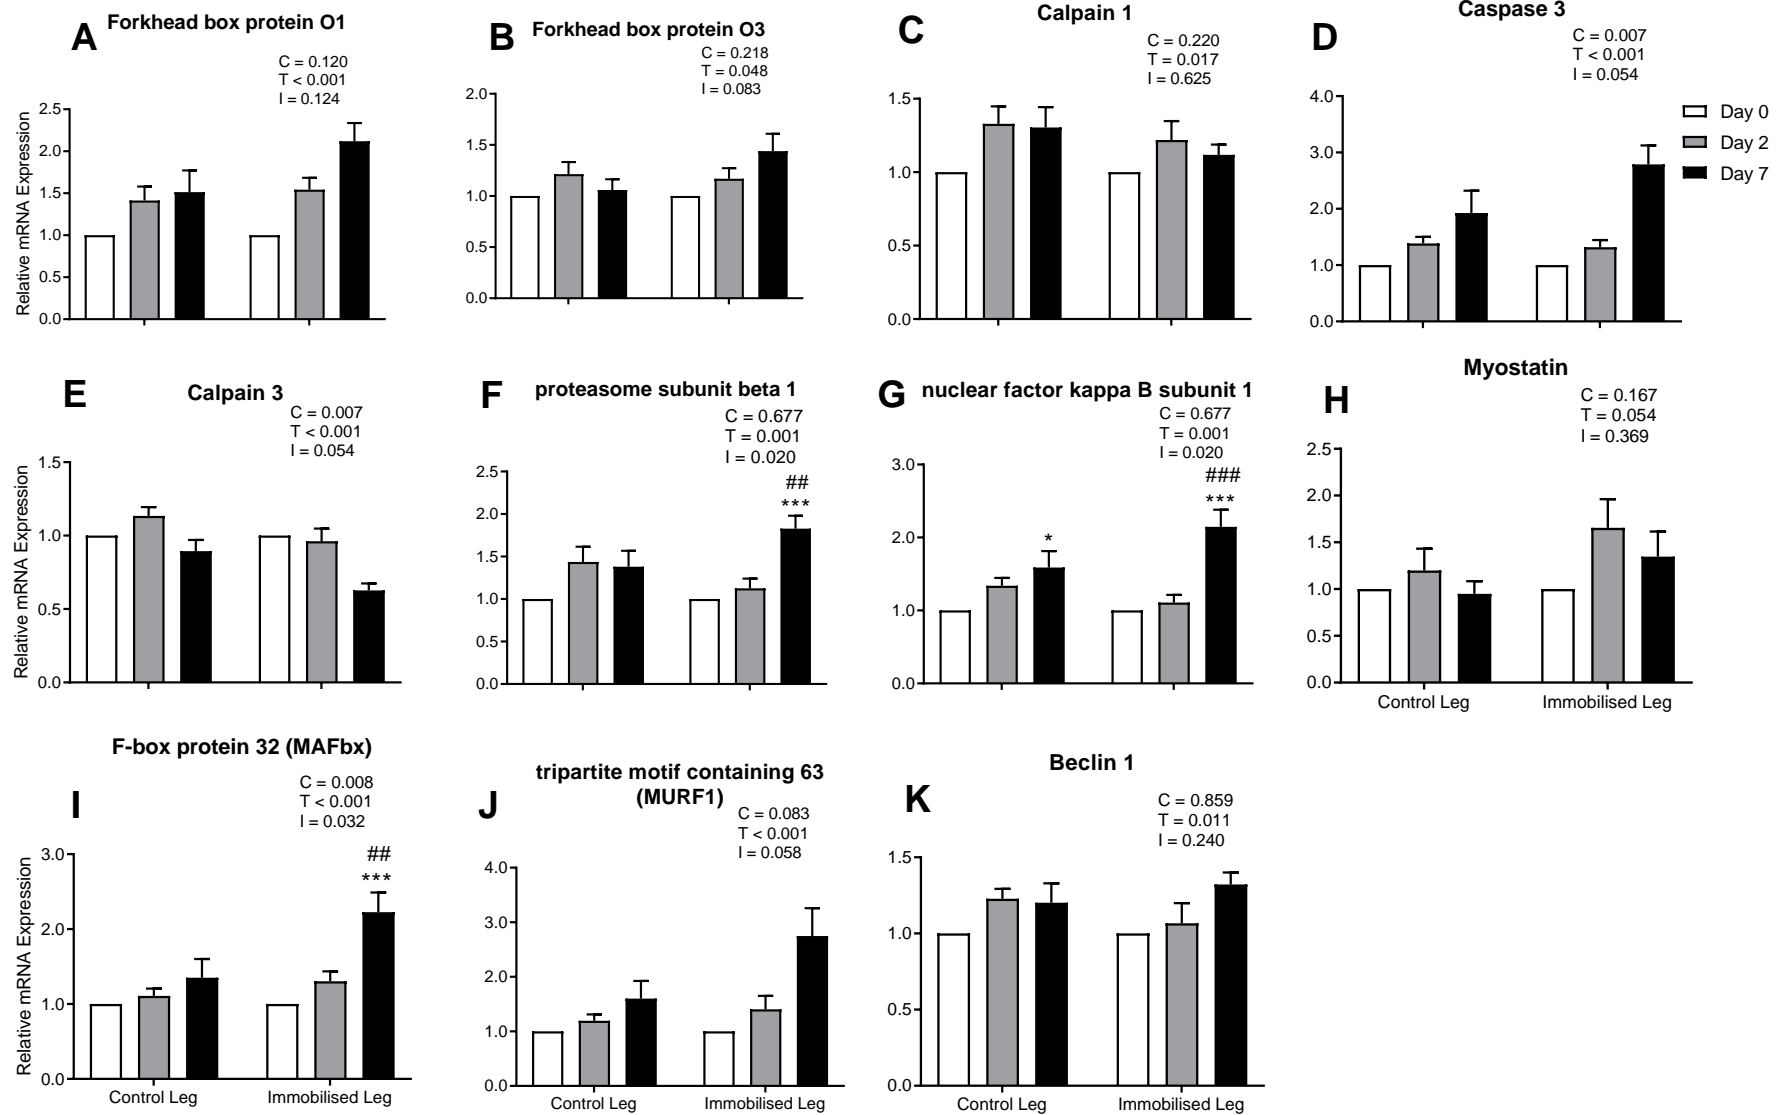 A
Forkhead box protein O1
C = 0.120
T < 0.001
I = 0.124
Relative mRNA Expression
2.5
2.0
1.5
1.0
0.5
0.0
B
Forkhead box protein O3
C = 0.218
T = 0.048
I = 0.083
2.0
1.5
1.0
0.5
0.0
C
Calpain 1
C = 0.220
T = 0.017
I = 0.625
1.5
1.0
0.5
0.0
D
Caspase 3
C = 0.007
T < 0.001
I = 0.054
4.0
3.0
2.0
1.0
0.0
Day 0
Day 2
Day 7
E
Calpain 3
C = 0.007
T < 0.001
I = 0.054
Relative mRNA Expression
1.5
1.0
0.5
0.0
F
proteasome subunit beta 1
C = 0.677
T = 0.001
I = 0.020
2.5
2.0
1.5
1.0
0.5
0.0
##
***
G
nuclear factor kappa B subunit 1
C = 0.677
T = 0.001
I = 0.020
3.0
2.0
1.0
0.0
*
###
***
H
Myostatin
C = 0.167
T = 0.054
I = 0.369
2.5
2.0
1.5
1.0
0.5
0.0
Control Leg
Immobilised Leg
I
F-box protein 32 (MAFbx)
C = 0.008
T < 0.001
I = 0.032
Relative mRNA Expression
3.0
2.0
1.0
0.0
##
***
Control Leg
Immobilised Leg
J
tripartite motif containing 63
(MURF1)
C = 0.083
T < 0.001
I = 0.058
4.0
3.0
2.0
1.0
0.0
Control Leg
Immobilised Leg
K
Beclin 1
C = 0.859
T = 0.011
I = 0.240
1.5
1.0
0.5
0.0
Control Leg
Immobilised Leg